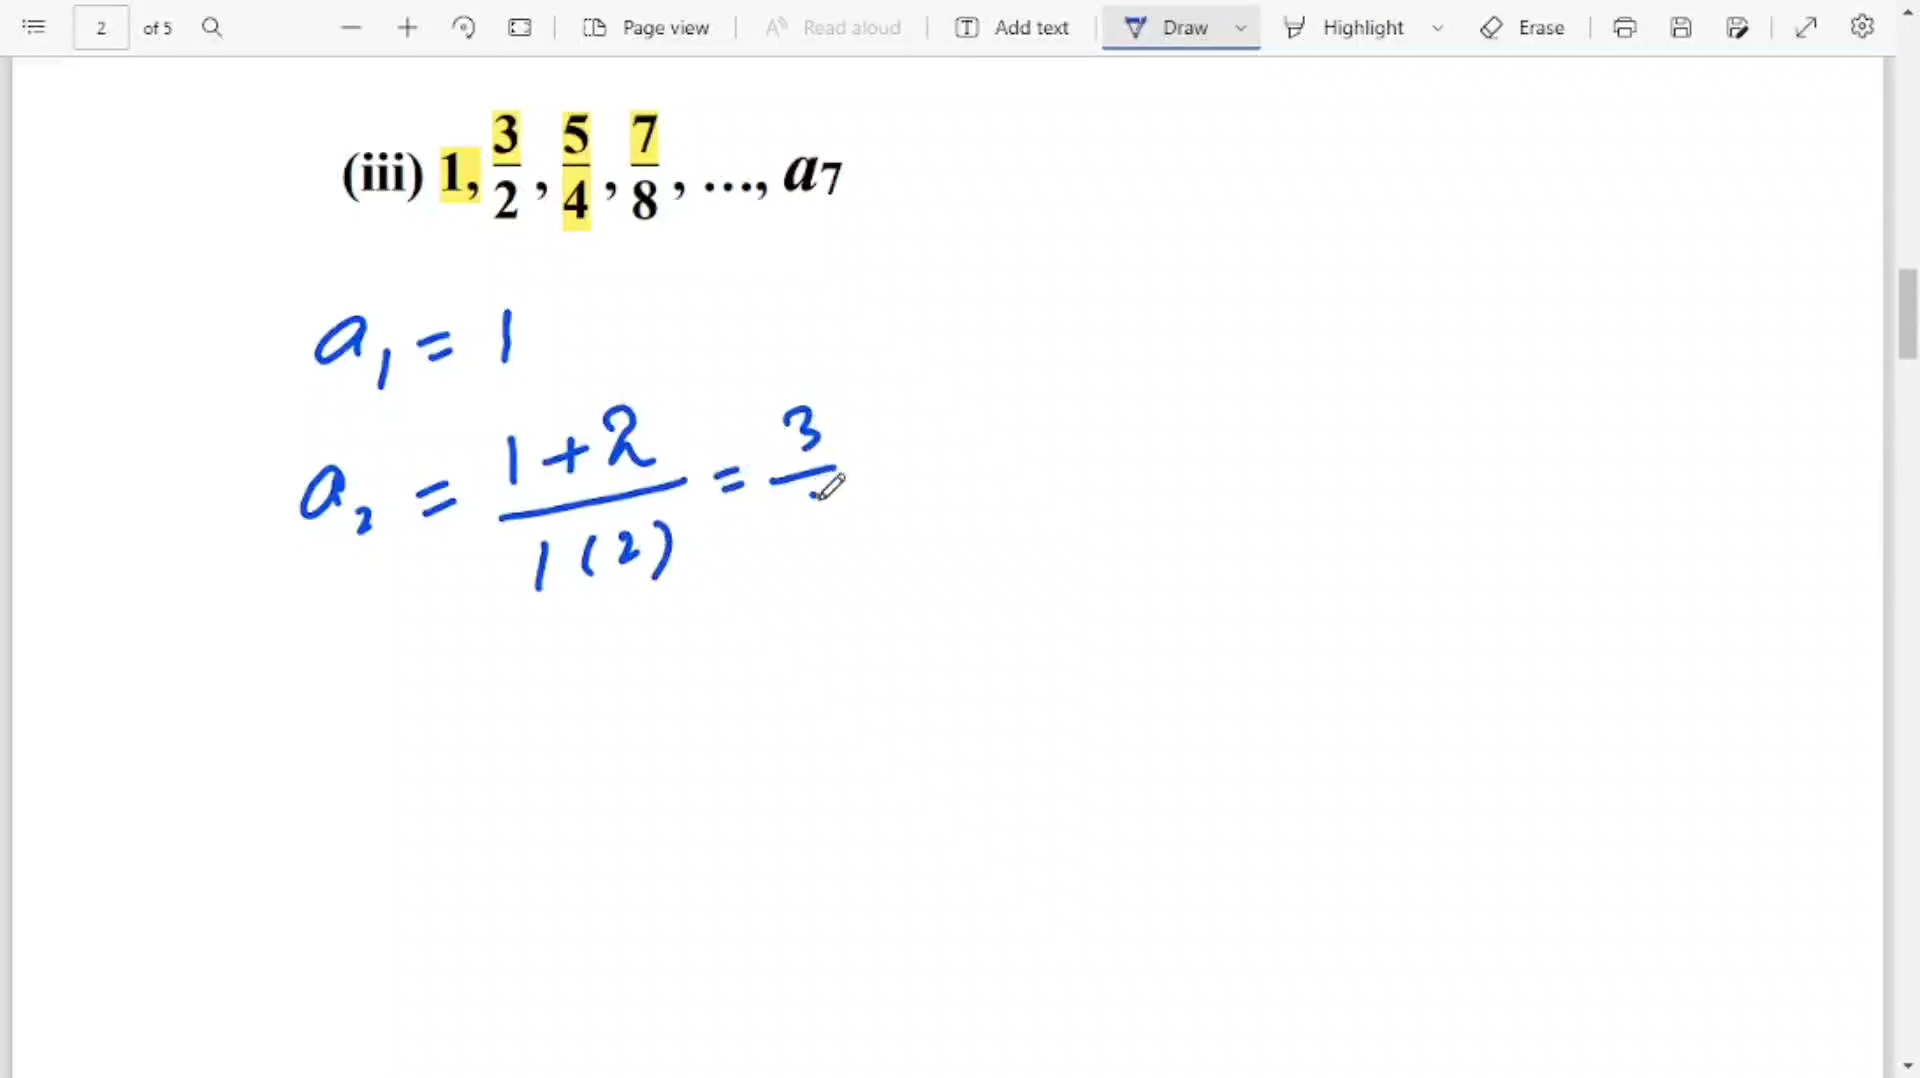 2 of 5 Page view Read aloud Add text Draw Highlight Erase
(iii) 1, 3/2, 5/4, 7/8, ..., a₇
a₁ = 1
a₂ = (1+2)/(1(2)) = 3/